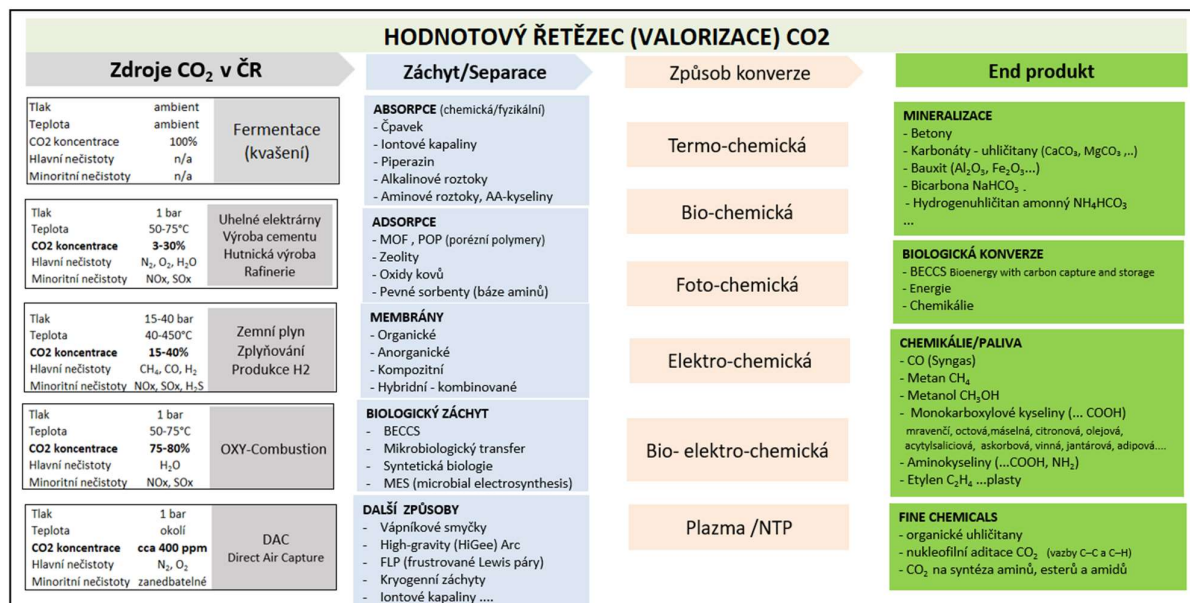 HODNOTOVÝ ŘETĚZEC (VALORIZACE) CO2
Zdroje CO₂ v ČR
Tlak ambient
Teplota ambient
CO2 koncentrace 100%
Hlavní nečistoty n/a
Minoritní nečistoty n/a
Fermentace
(kvašení)
Tlak 1 bar
Teplota 50-75°C
CO2 koncentrace 3-30%
Hlavní nečistoty N₂, O₂, H₂O
Minoritní nečistoty NOx, SOx
Uhelné elektrárny
Výroba cementu
Hutnická výroba
Rafinerie
Tlak 15-40 bar
Teplota 40-450°C
CO2 koncentrace 15-40%
Hlavní nečistoty CH₄, CO, H₂
Minoritní nečistoty NOx, SOx, H₂S
Zemní plyn
Zplyňování
Produkce H2
Tlak 1 bar
Teplota 50-75°C
CO2 koncentrace 75-80%
Hlavní nečistoty H₂O
Minoritní nečistoty NOx, SOx
OXY-Combustion
Tlak 1 bar
Teplota okolí
CO2 koncentrace cca 400 ppm
Hlavní nečistoty N₂, O₂
Minoritní nečistoty zanedbatelné
DAC
Direct Air Capture
Záchyt/Separace
ABSORPCE (chemická/fyzikální)
- Čpavek
- Iontové kapaliny
- Piperazin
- Alkalinové roztoky
- Aminové roztoky, AA-kyseliny
ADSORPCE
- MOF , POP (porézní polymery)
- Zeolity
- Oxidy kovů
- Pevné sorbenty (báze aminů)
MEMBRÁNY
- Organické
- Anorganické
- Kompozitní
- Hybridní - kombinované
BIOLOGICKÝ ZÁCHYT
- BECCS
- Mikrobiologický transfer
- Syntetická biologie
- MES (microbial electrosynthesis)
DALŠÍ ZPŮSOBY
- Vápníkové smyčky
- High-gravity (HiGee) Arc
- FLP (frustrované Lewis páry)
- Kryogenní záchyty
- Iontové kapaliny ....
Způsob konverze
Termo-chemická
Bio-chemická
Foto-chemická
Elektro-chemická
Bio- elektro-chemická
Plazma /NTP
End produkt
MINERALIZACE
- Betony
- Karbonáty - uhličitany (CaCO₃, MgCO₃ ,..)
- Bauxit (Al₂O₃, Fe₂O₃...)
- Bicarbona NaHCO₃ .
- Hydrogenuhličitan amonný NH₄HCO₃
...
BIOLOGICKÁ KONVERZE
- BECCS Bioenergy with carbon capture and storage
- Energie
- Chemikálie
CHEMIKÁLIE/PALIVA
- CO (Syngas)
- Metan CH₄
- Metanol CH₃OH
- Monokarboxylové kyseliny (... COOH)
mravenčí, octová,máselná, citronová, olejová,
acytylsaliciová, askorbová, vinná, jantárová, adipová....
- Aminokyseliny (...COOH, NH₂)
- Etylen C₂H₄ ...plasty
FINE CHEMICALS
- organické uhličitany
- nukleofilní aditace CO₂ (vazby C–C a C–H)
- CO₂ na syntéza aminů, esterů a amidů